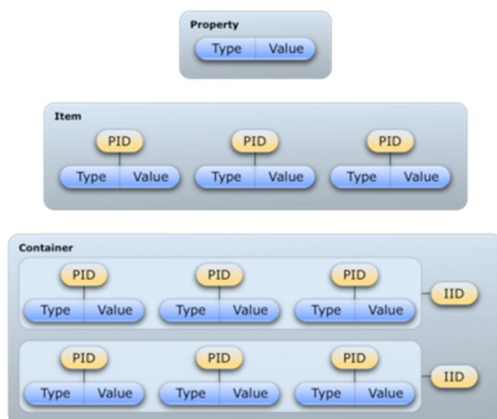 Property
Type Value
Item
PID PID PID
Type Value Type Value Type Value
Container
PID PID PID
IID
Type Value Type Value Type Value
PID PID PID
IID
Type Value Type Value Type Value